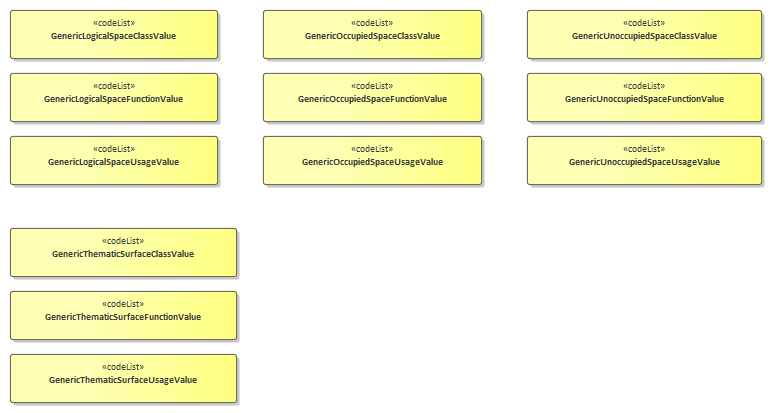 «codeList»
GenericLogicalSpaceClassValue
«codeList»
GenericOccupiedSpaceClassValue
«codeList»
GenericUnoccupiedSpaceClassValue
«codeList»
GenericLogicalSpaceFunctionValue
«codeList»
GenericOccupiedSpaceFunctionValue
«codeList»
GenericUnoccupiedSpaceFunctionValue
«codeList»
GenericLogicalSpaceUsageValue
«codeList»
GenericOccupiedSpaceUsageValue
«codeList»
GenericUnoccupiedSpaceUsageValue
«codeList»
GenericThematicSurfaceClassValue
«codeList»
GenericThematicSurfaceFunctionValue
«codeList»
GenericThematicSurfaceUsageValue